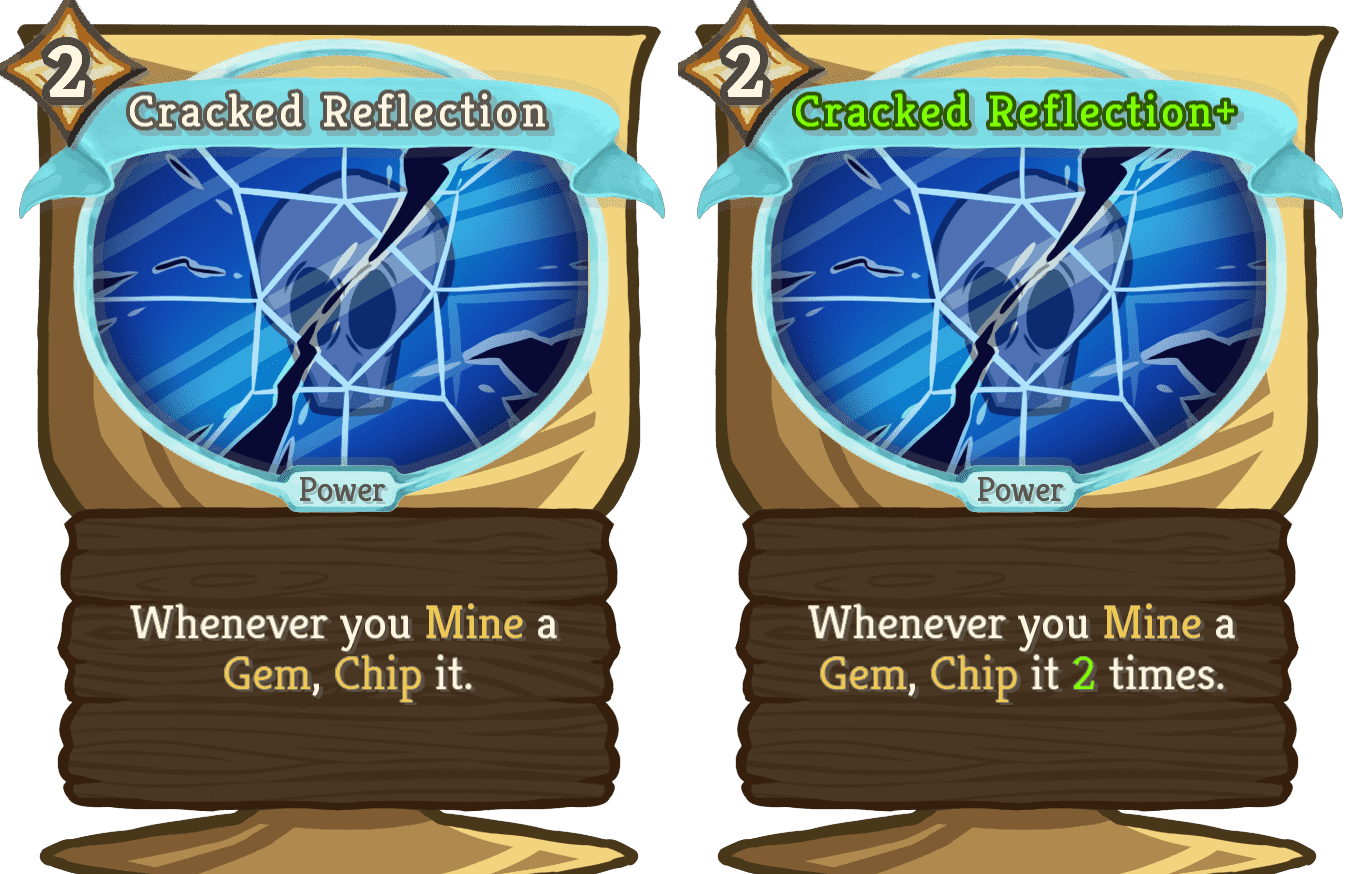 2
Cracked Reflection
Power
Whenever you Mine a
Gem, Chip it.
2
Cracked Reflection+
Power
Whenever you Mine a
Gem, Chip it 2 times.